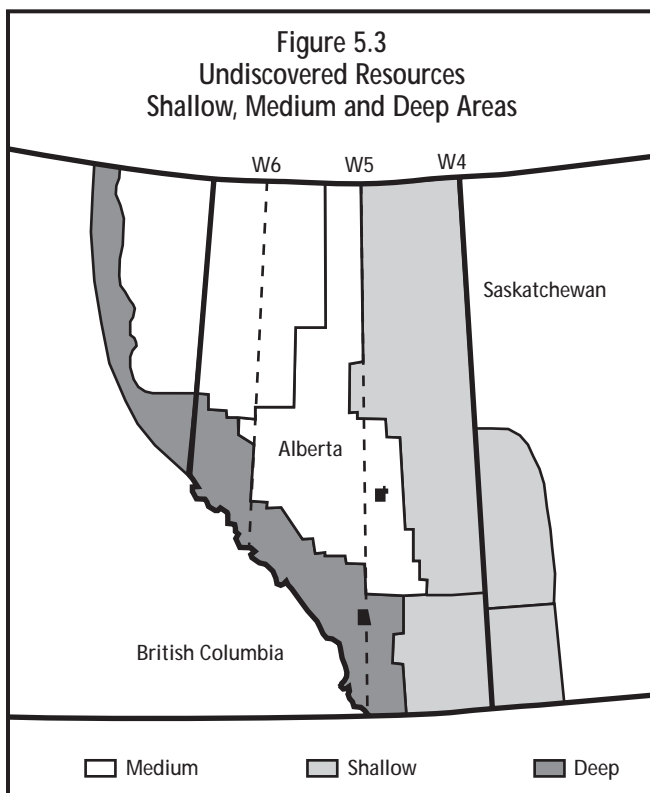 Figure 5.3
Undiscovered Resources
Shallow, Medium and Deep Areas
W6 W5 W4
Saskatchewan
Alberta
British Columbia
Medium Shallow Deep